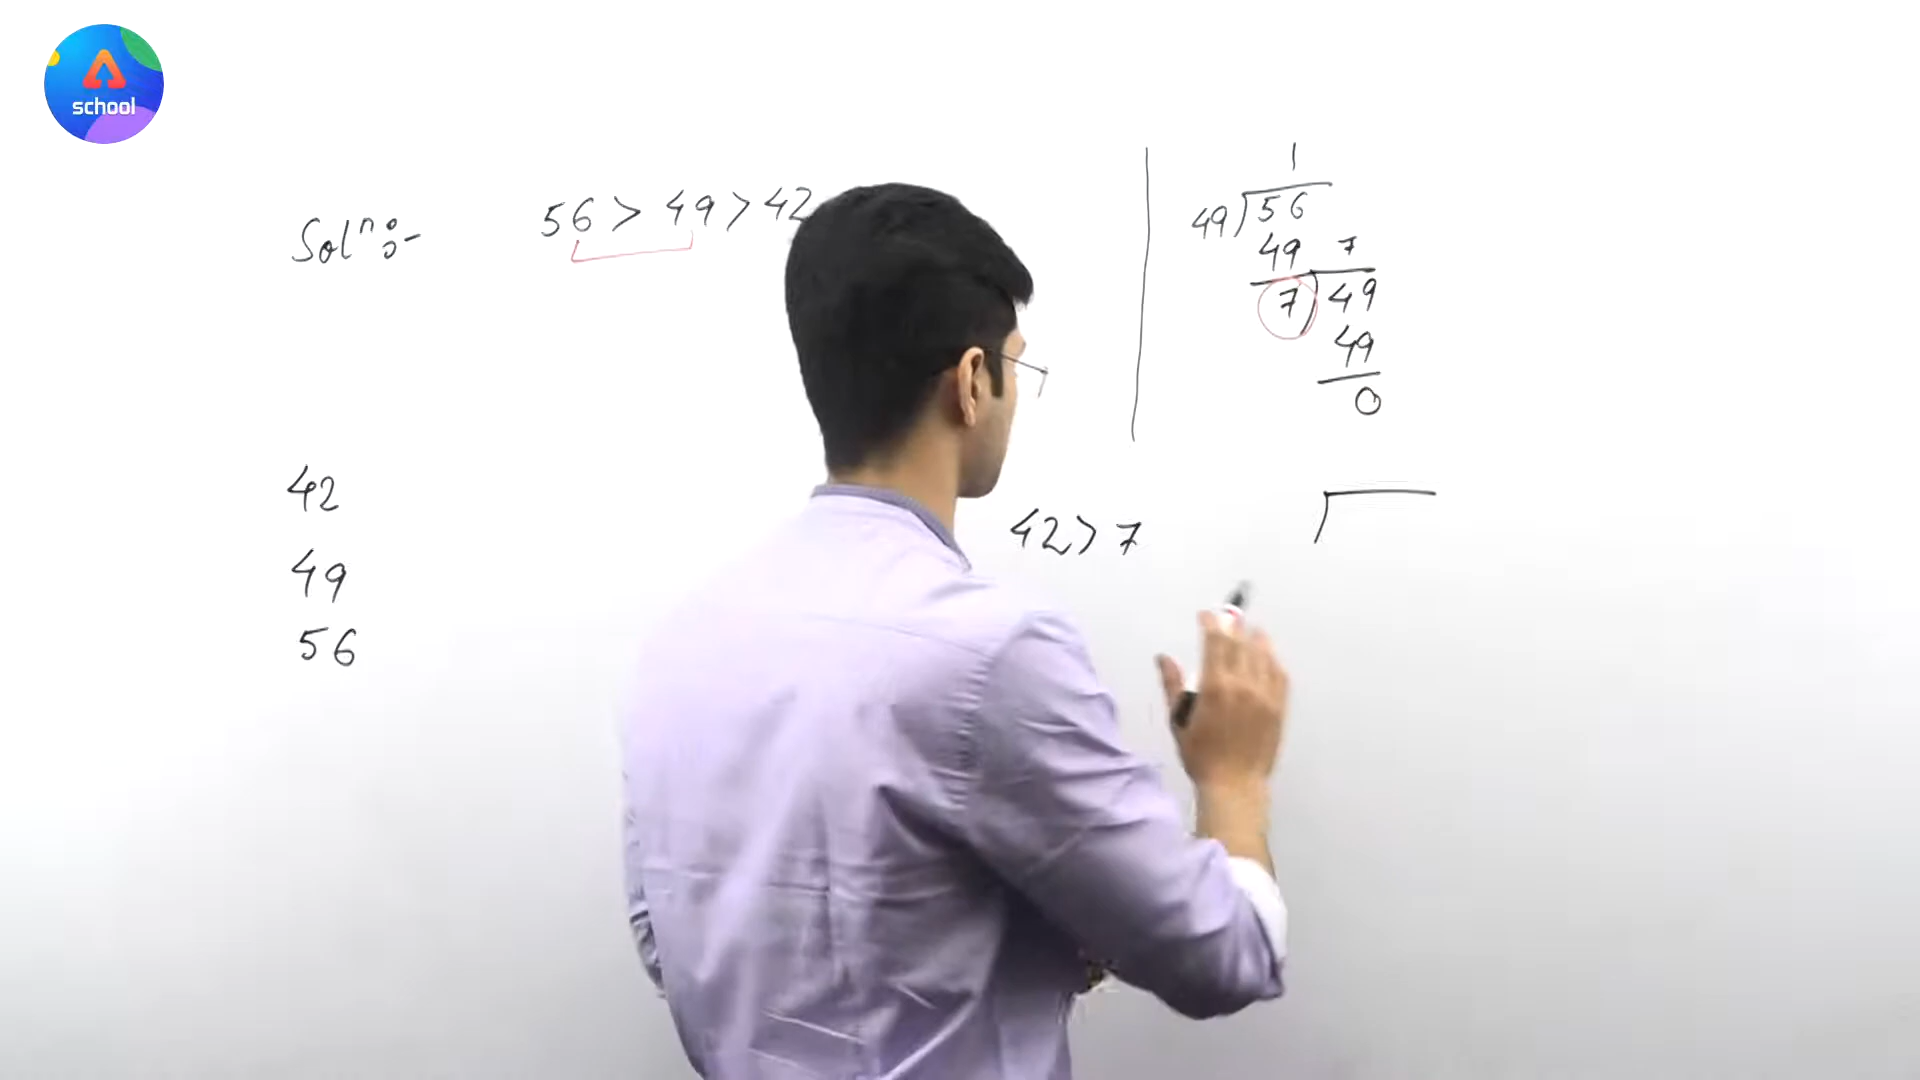 school
Solⁿ:-
56 > 49 > 42
1
49)56
49 7
7)49
49
0
42
49
56
42 > 7